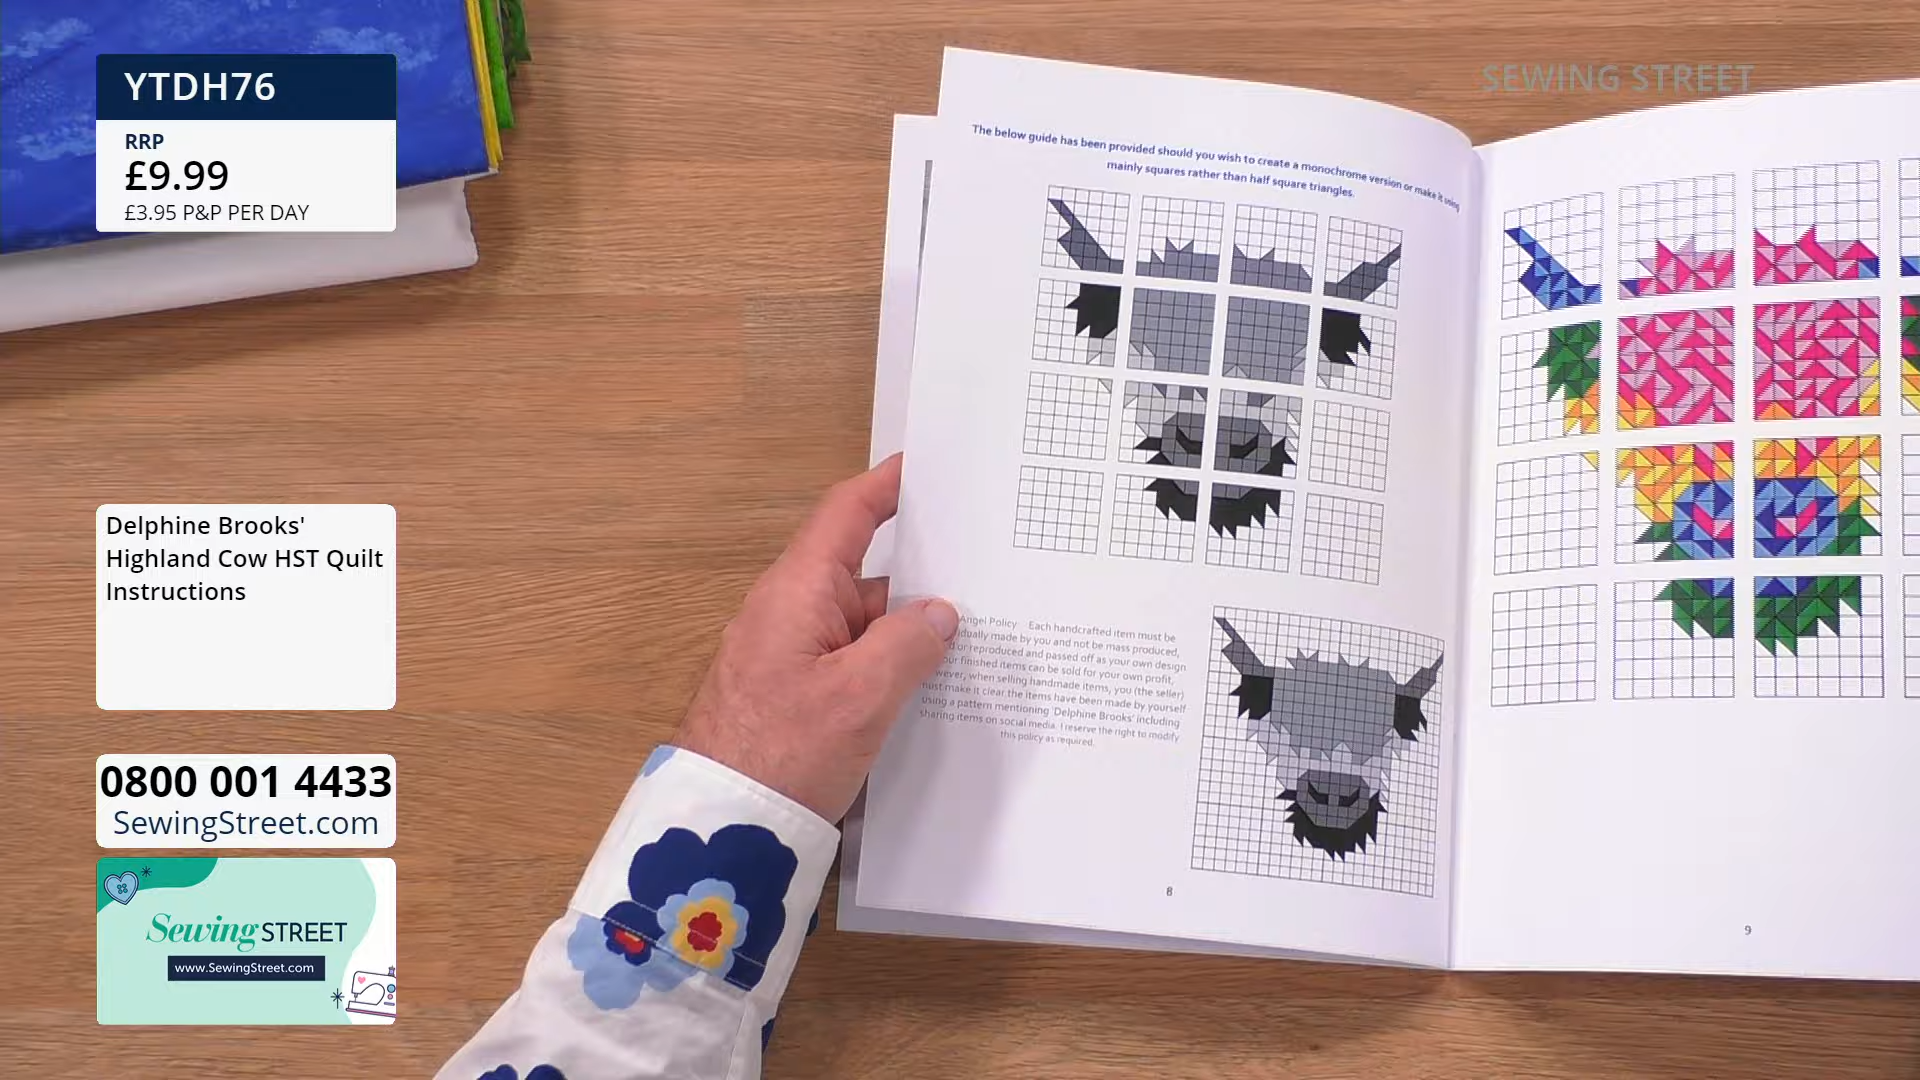 YTDH76
RRP
£9.99
£3.95 P&P PER DAY
SEWING STREET
The below guide has been provided should you wish to create a monochrome version or make it using
mainly squares rather than half square triangles.
Delphine Brooks'
Highland Cow HST Quilt
Instructions
Angel Policy Each handcrafted item must be
made by you and not be mass produced,
or reproduced and passed off as your own design
finished items can be sold for your own profit,
when selling handmade items, you (the seller)
must make it clear the items have been made by yourself
using a pattern mentioning 'Delphine Brooks' including
sharing items on social media. I reserve the right to modify
this policy as required.
0800 001 4433
SewingStreet.com
Sewing STREET
www.SewingStreet.com
8
9